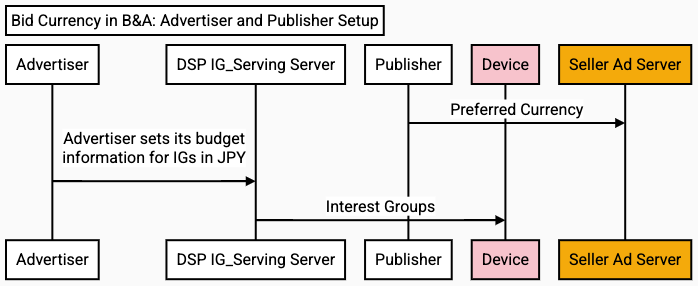 Bid Currency in B&A: Advertiser and Publisher Setup
Advertiser
DSP IG_Serving Server
Publisher
Device
Seller Ad Server
Preferred Currency
Advertiser sets its budget
information for IGs in JPY
Interest Groups
Advertiser
DSP IG_Serving Server
Publisher
Device
Seller Ad Server